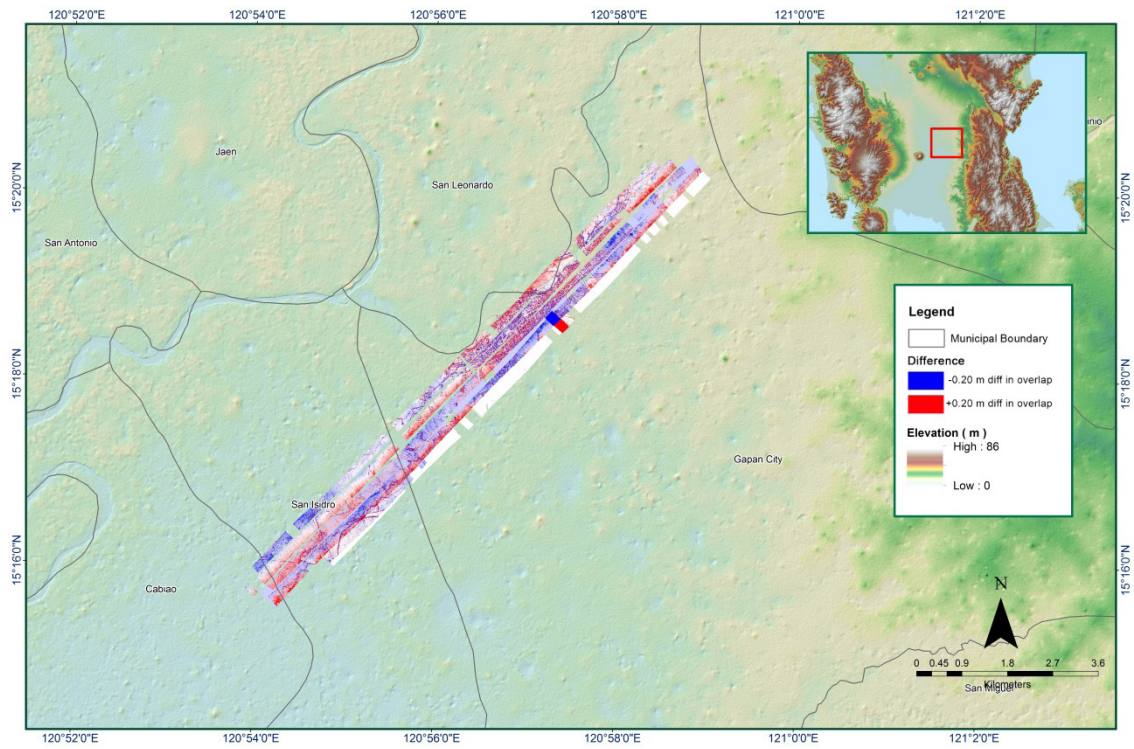 120°52'0"E 120°54'0"E 120°56'0"E 120°58'0"E 121°0'0"E 121°2'0"E
15°20'0"N
15°18'0"N
15°16'0"N
Jaen
San Leonardo
San Antonio
San Isidro
Cabiao
Gapan City
San Miguel
Legend
Municipal Boundary
Difference
-0.20 m diff in overlap
+0.20 m diff in overlap
Elevation ( m )
High : 86
Low : 0
N
0 0.45 0.9 1.8 2.7 3.6
Kilometers
15°20'0"N
15°18'0"N
15°16'0"N
120°52'0"E 120°54'0"E 120°56'0"E 120°58'0"E 121°0'0"E 121°2'0"E